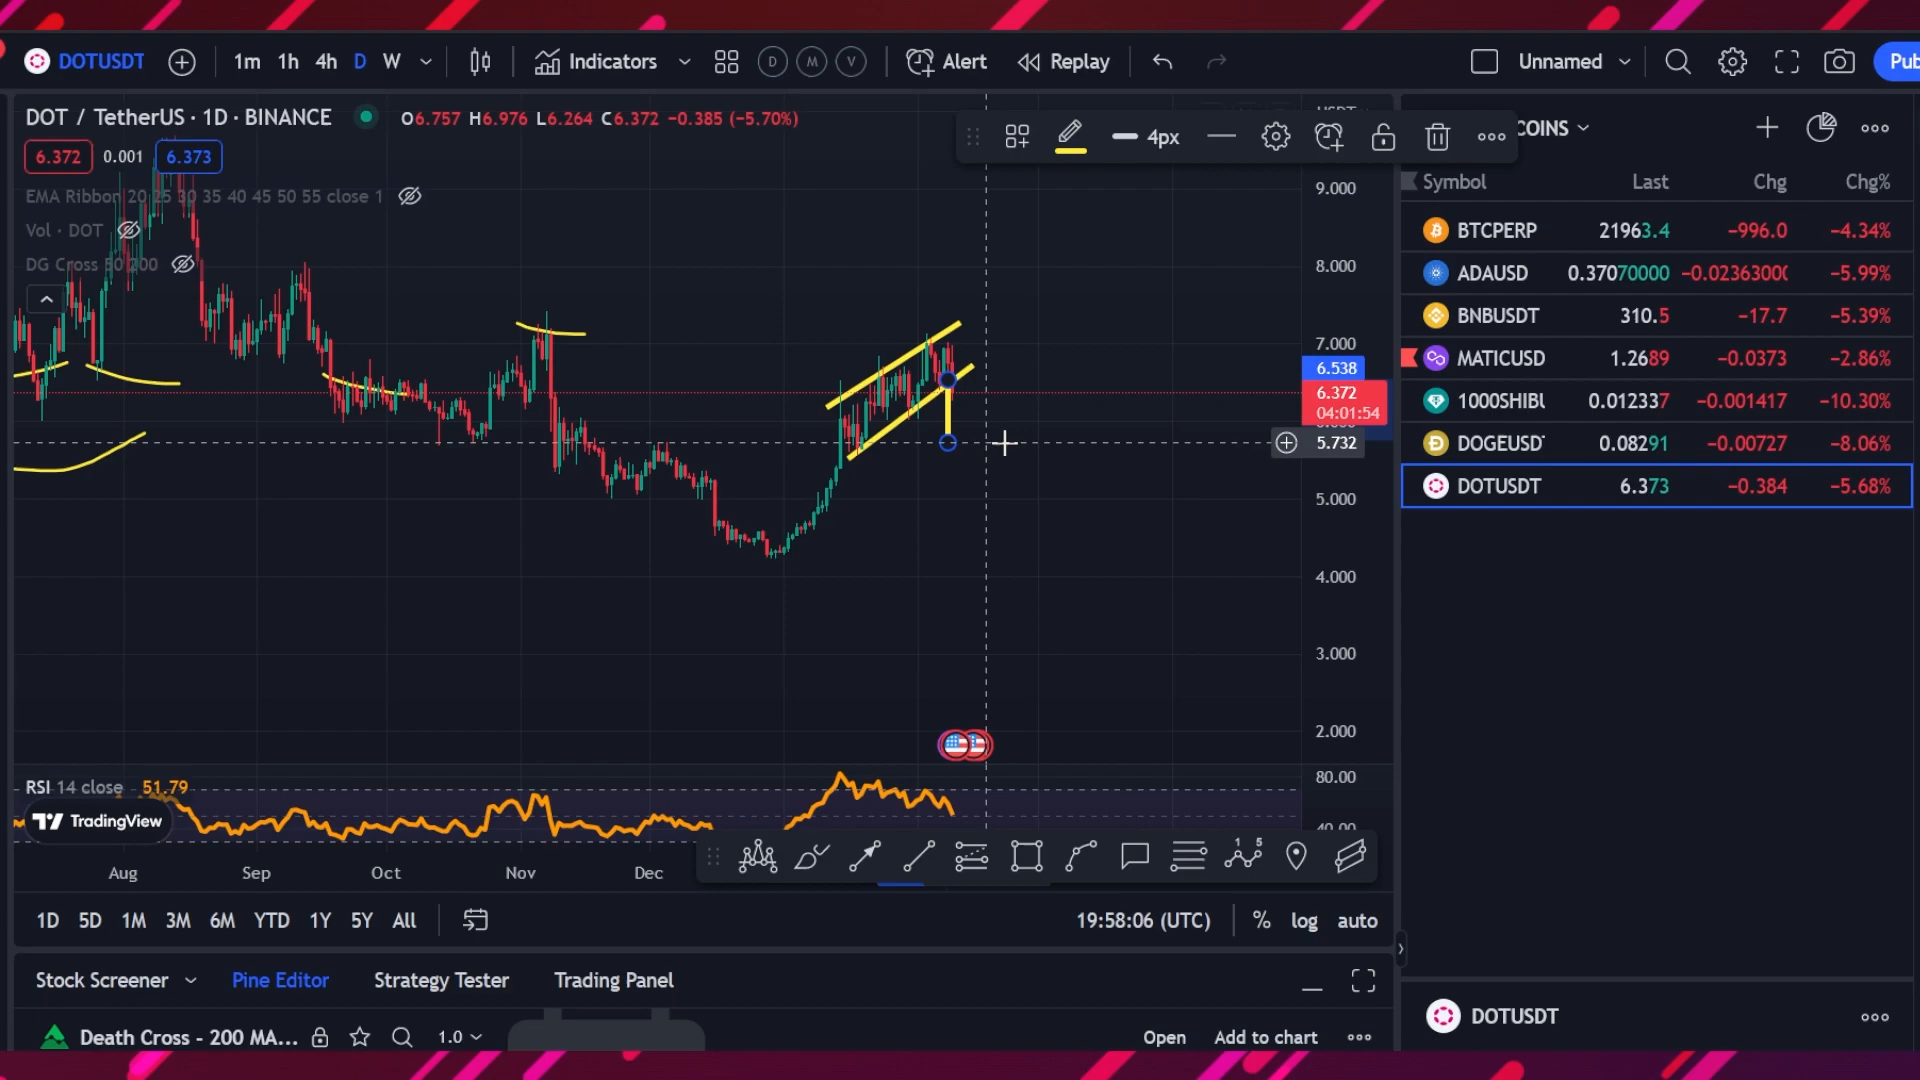 DOTUSDT 1m 1h 4h D W Indicators D M V Alert Replay Unnamed Pub
DOT / TetherUS · 1D · BINANCE O6.757 H6.976 L6.264 C6.372 −0.385 (−5.70%)
6.372 0.001 6.373
EMA Ribbon 20 25 30 35 40 45 50 55 close 1
Vol · DOT
DG Cross 50 200
4px
9.000
8.000
7.000
6.538
6.372
04:01:54
5.732
5.000
4.000
3.000
2.000
RSI 14 close 51.79
80.00
40.00
TradingView
Aug Sep Oct Nov Dec
1D 5D 1M 3M 6M YTD 1Y 5Y All 19:58:06 (UTC) % log auto
Stock Screener Pine Editor Strategy Tester Trading Panel
Death Cross - 200 MA... 1.0 Open Add to chart
COINS
Symbol Last Chg Chg%
BTCPERP 21963.4 −996.0 −4.34%
ADAUSD 0.37070000 −0.02363000 −5.99%
BNBUSDT 310.5 −17.7 −5.39%
MATICUSD 1.2689 −0.0373 −2.86%
1000SHIBU 0.012337 −0.001417 −10.30%
DOGEUSDT 0.08291 −0.00727 −8.06%
DOTUSDT 6.373 −0.384 −5.68%
DOTUSDT